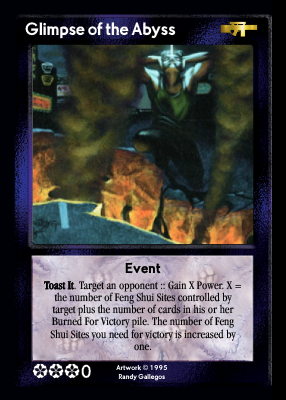 Glimpse of the Abyss
Event
Toast It. Target an opponent :: Gain X Power. X =
the number of Feng Shui Sites controlled by
target plus the number of cards in his or her
Burned For Victory pile. The number of Feng
Shui Sites you need for victory is increased by
one.
0
Artwork © 1995
Randy Gallegos